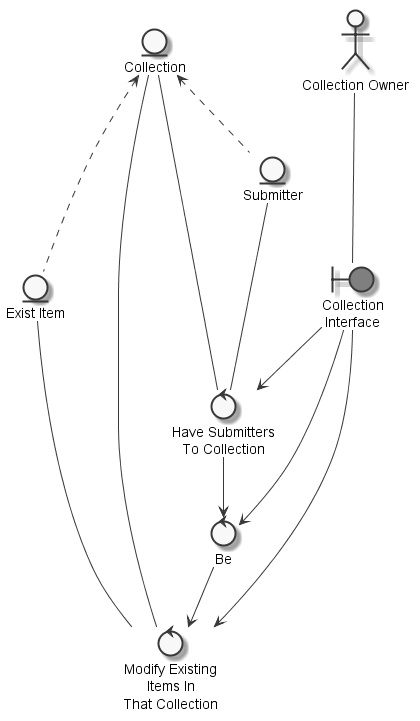 Collection
Collection Owner
Submitter
Exist Item
Collection
Interface
Have Submitters
To Collection
Be
Modify Existing
Items In
That Collection